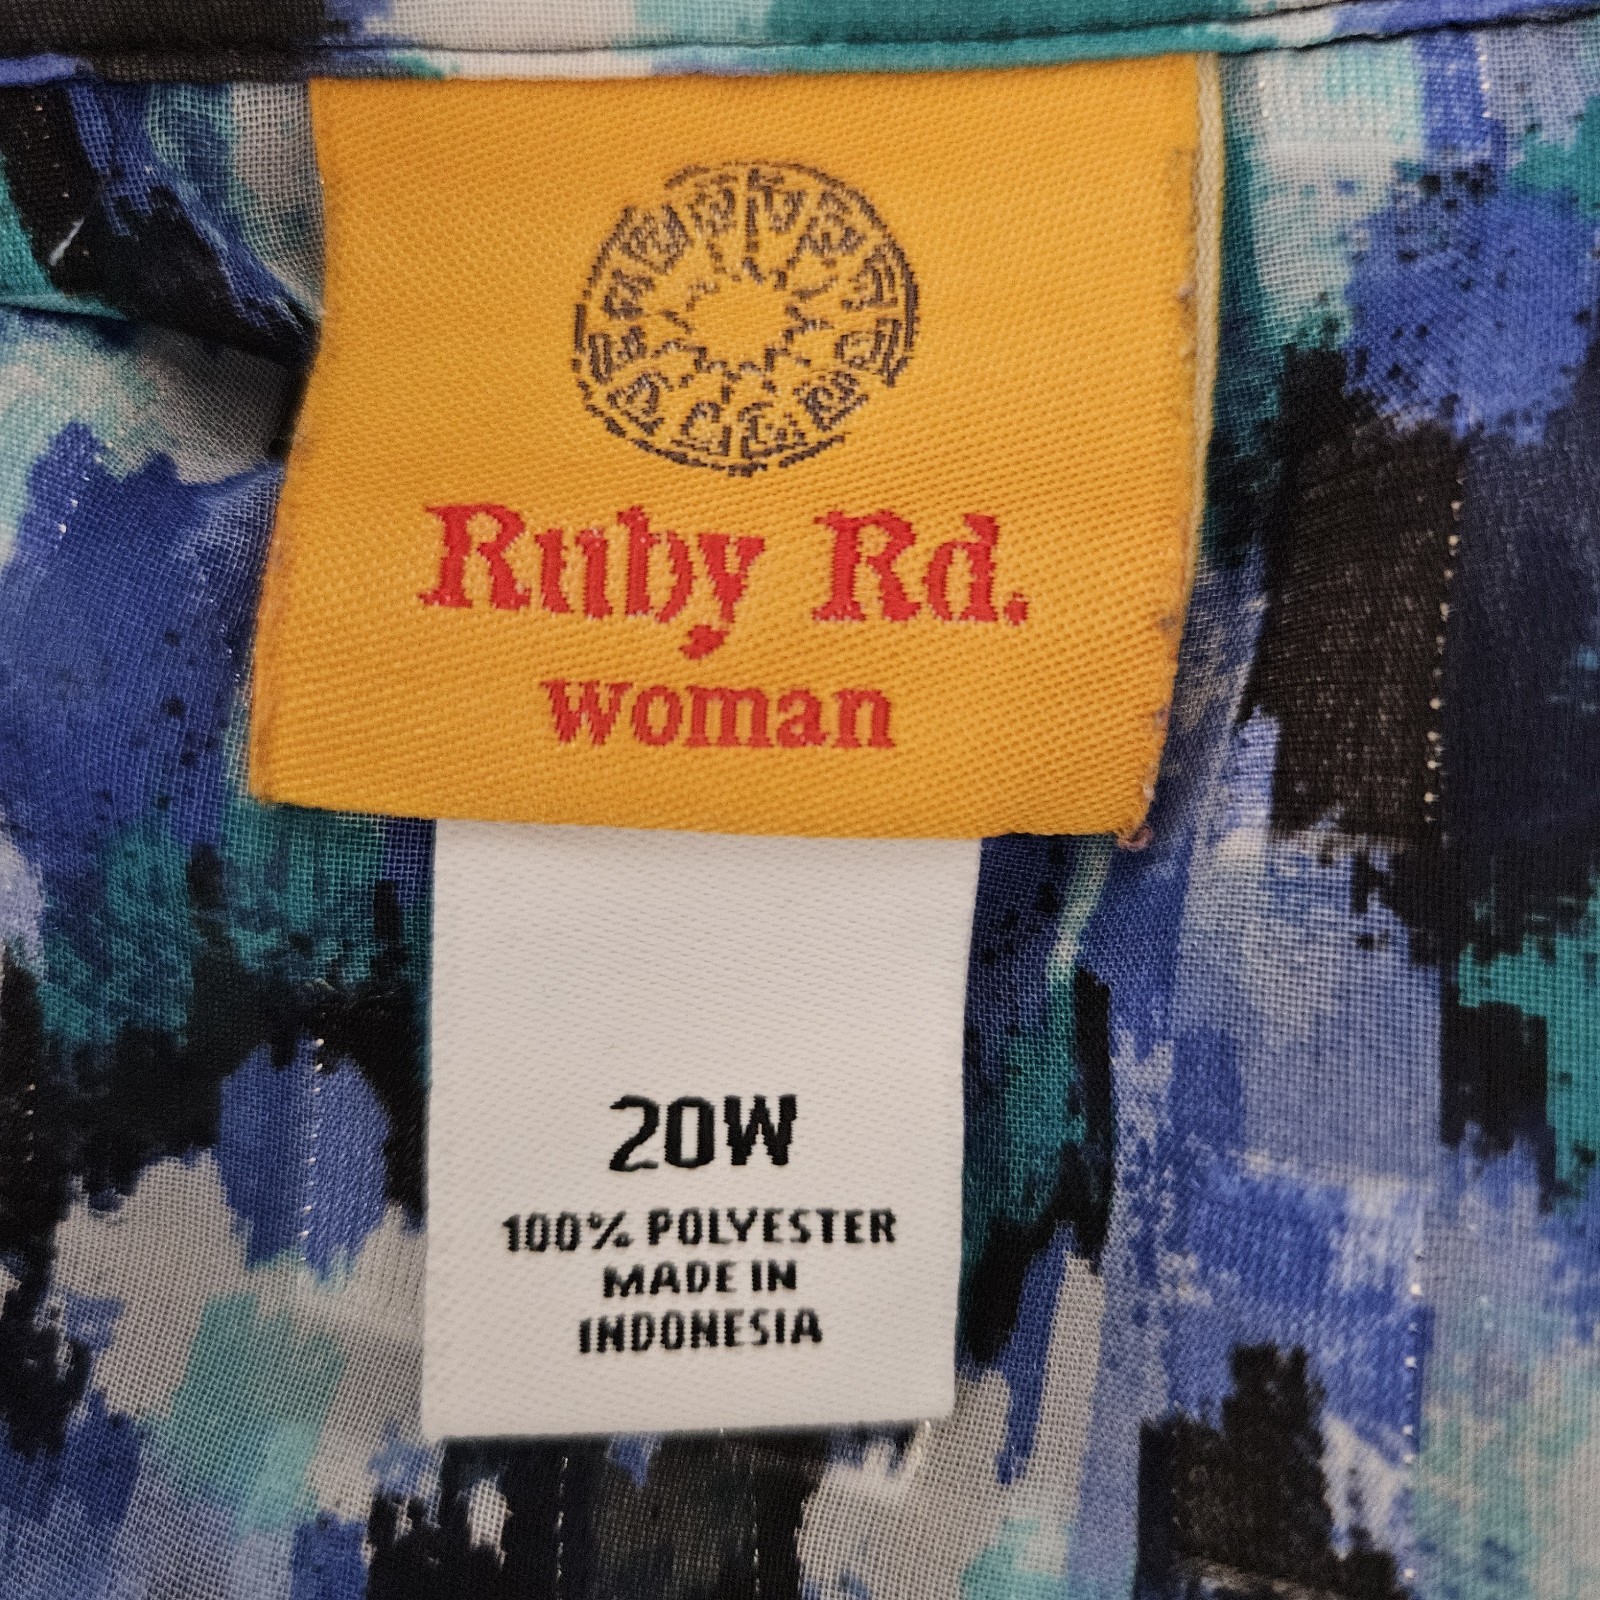 Ruby Rd.
woman
20W
100% POLYESTER
MADE IN
INDONESIA